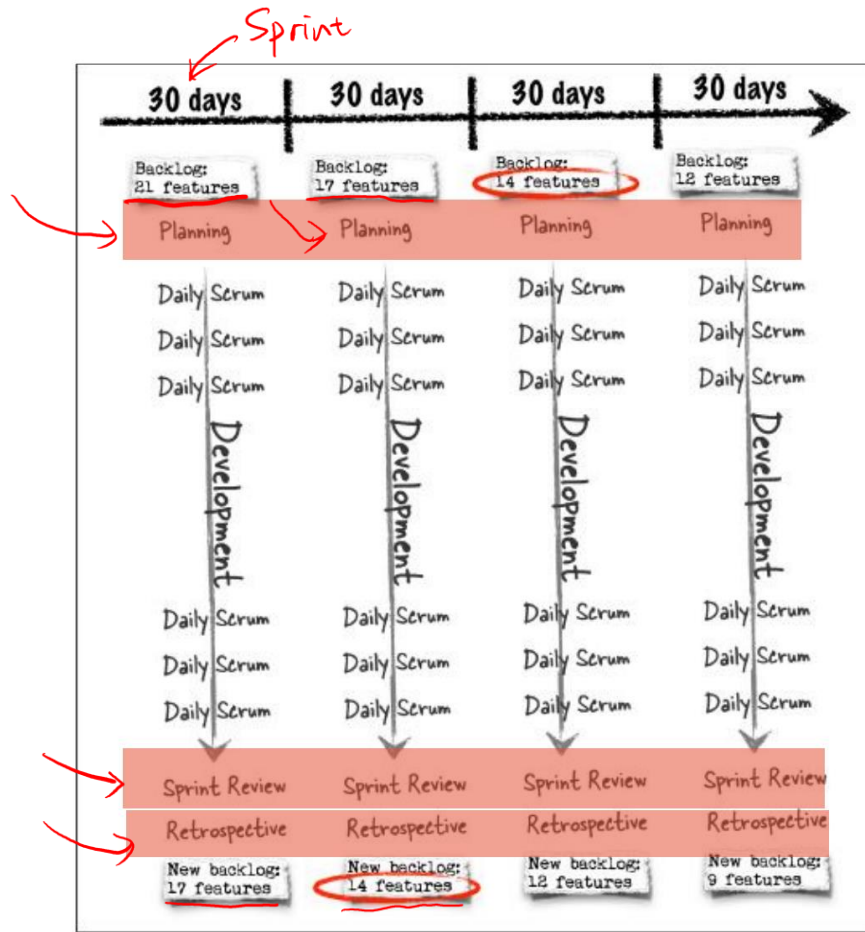 Sprint
30 days
30 days
30 days
30 days
Backlog:
21 features
Backlog:
17 features
Backlog:
14 features
Backlog:
12 features
Planning
Planning
Planning
Planning
Daily Scrum
Daily Scrum
Daily Scrum
Daily Scrum
Daily Scrum
Daily Scrum
Daily Scrum
Daily Scrum
Daily Scrum
Daily Scrum
Daily Scrum
Daily Scrum
Development
Development
Development
Development
Daily Scrum
Daily Scrum
Daily Scrum
Daily Scrum
Daily Scrum
Daily Scrum
Daily Scrum
Daily Scrum
Daily Scrum
Daily Scrum
Daily Scrum
Daily Scrum
Sprint Review
Sprint Review
Sprint Review
Sprint Review
Retrospective
Retrospective
Retrospective
Retrospective
New backlog:
17 features
New backlog:
14 features
New backlog:
12 features
New backlog:
9 features